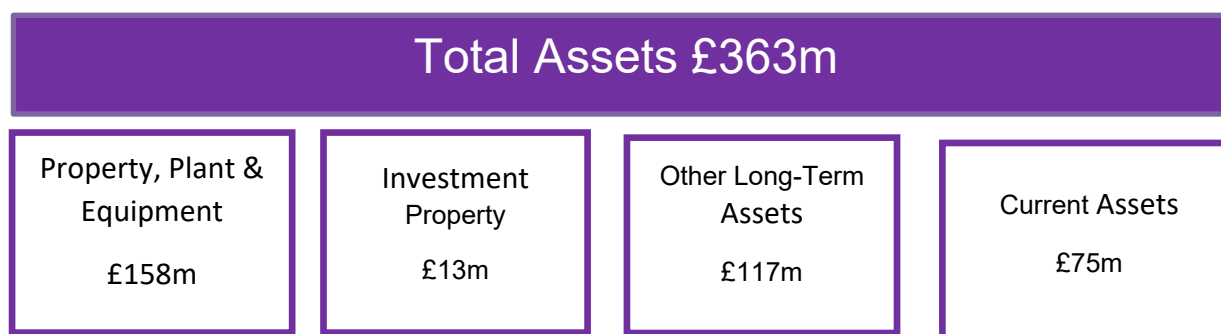 Total Assets £363m
Property, Plant &
Equipment
£158m
Investment
Property
£13m
Other Long-Term
Assets
£117m
Current Assets
£75m